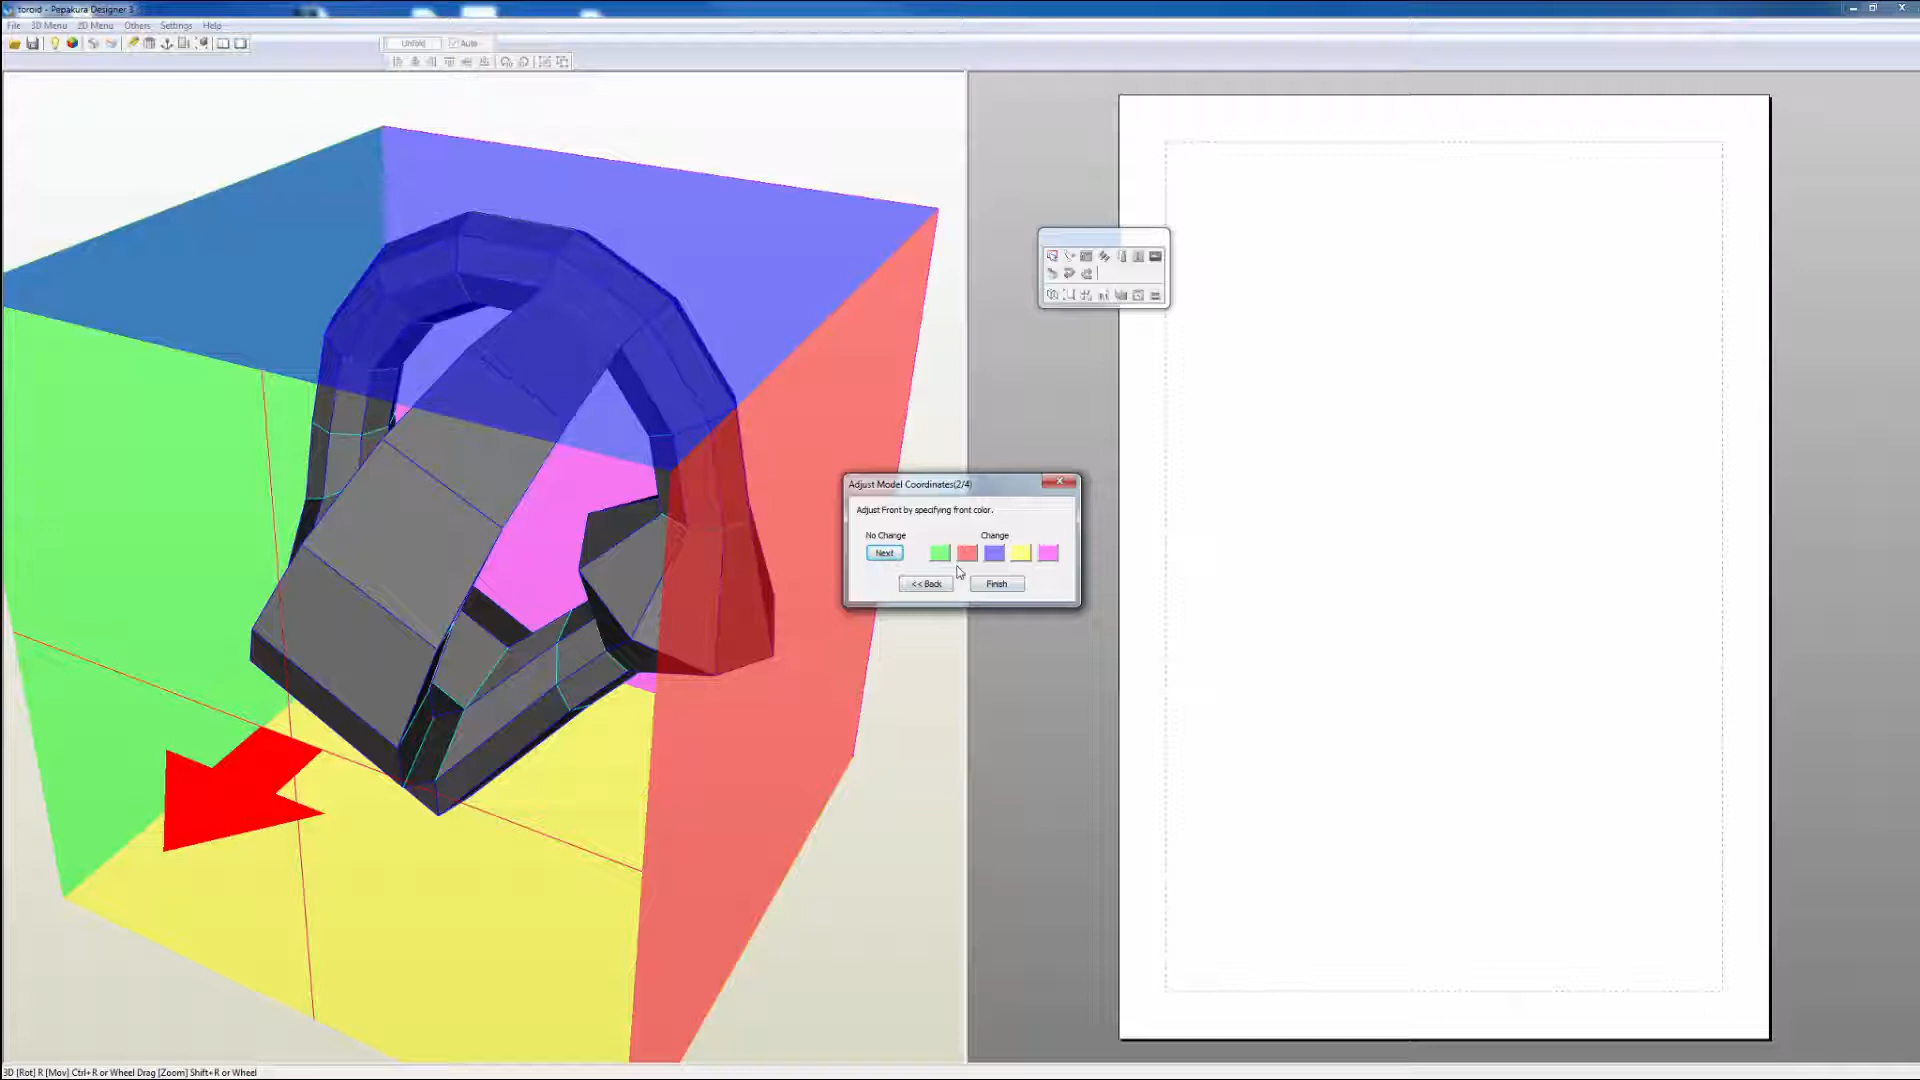 toroid - Pepakura Designer 3
File 3D Menu 2D Menu Others Settings Help
Unfold Auto
Adjust Model Coordinates(2/4)
Adjust Front by specifying front color.
No Change Change
Next
<< Back Finish
3D [Rot] R [Mov] Ctrl+R or Wheel Drag [Zoom] Shift+R or Wheel